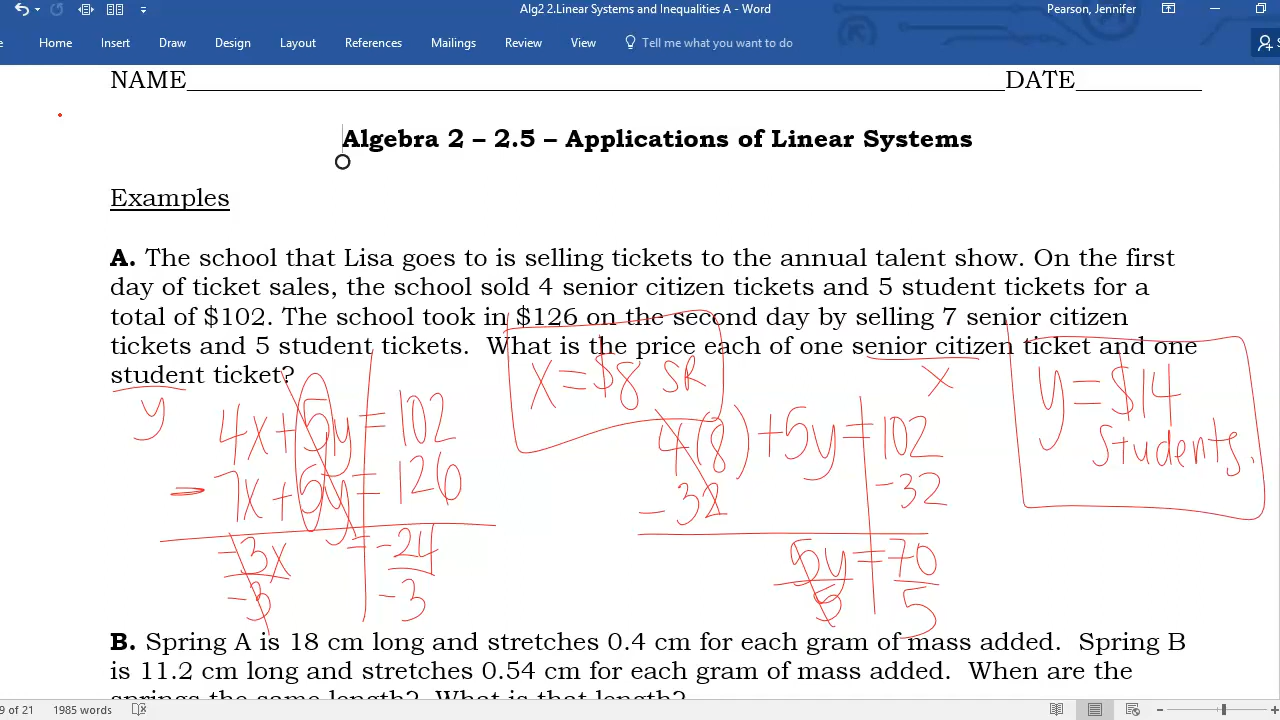 Alg2 2.Linear Systems and Inequalities A - Word
Pearson, Jennifer
Home Insert Draw Design Layout References Mailings Review View Tell me what you want to do
NAME DATE
Algebra 2 – 2.5 – Applications of Linear Systems
Examples
A. The school that Lisa goes to is selling tickets to the annual talent show. On the first
day of ticket sales, the school sold 4 senior citizen tickets and 5 student tickets for a
total of $102. The school took in $126 on the second day by selling 7 senior citizen
tickets and 5 student tickets. What is the price each of one senior citizen ticket and one
student ticket?
x = $8 SR
x
y = $14
Students.
y
4x + 5y = 102
- 7x + 5y = 126
-3x = -24
-3 -3
4(8) + 5y = 102
-32 -32
5y = 70
5 5
B. Spring A is 18 cm long and stretches 0.4 cm for each gram of mass added. Spring B
is 11.2 cm long and stretches 0.54 cm for each gram of mass added. When are the
springs the same length? What is that length?
9 of 21 1985 words